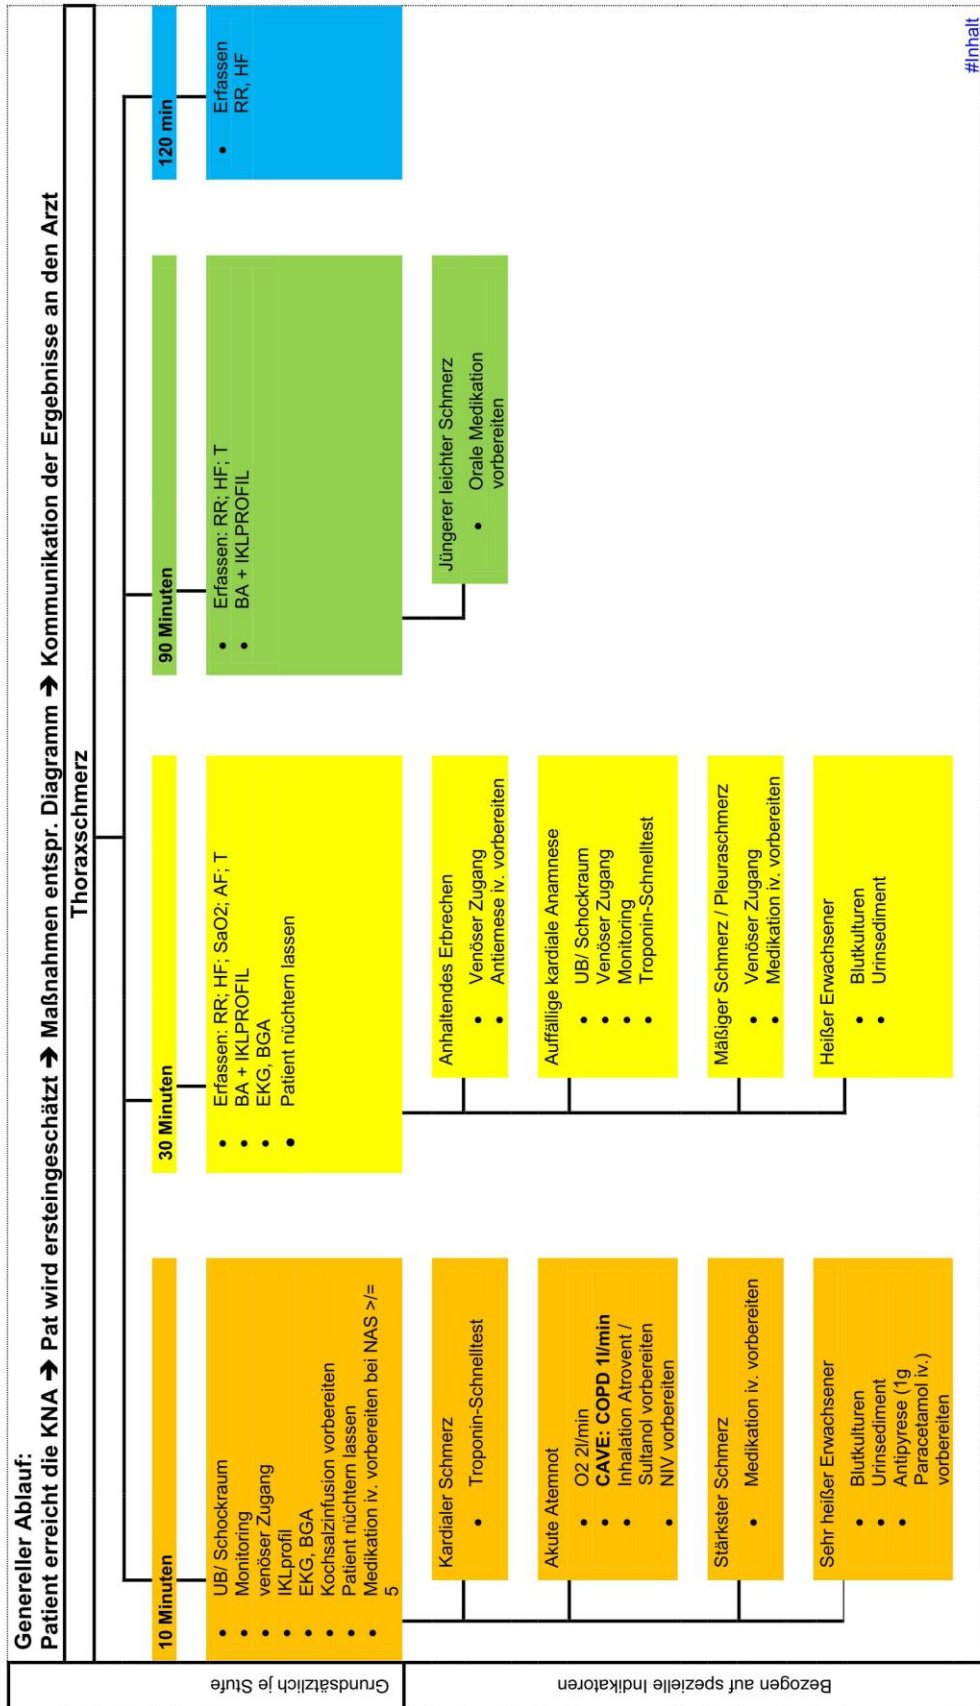 Genereller Ablauf:
Patient erreicht die KNA ➔ Pat wird ersteingeschätzt ➔ Maßnahmen entspr. Diagramm ➔ Kommunikation der Ergebnisse an den Arzt
Thoraxschmerz
Grundsätzlich je Stufe
10 Minuten
• UB/ Schockraum
• Monitoring
• venöser Zugang
• IKLprofil
• EKG, BGA
• Kochsalzinfusion vorbereiten
• Patient nüchtern lassen
• Medikation iv. vorbereiten bei NAS >/=
5
30 Minuten
• Erfassen: RR; HF; SaO2; AF; T
• BA + IKLPROFIL
• EKG, BGA
• Patient nüchtern lassen
90 Minuten
• Erfassen: RR; HF; T
• BA + IKLPROFIL
120 min
• Erfassen
RR, HF
Bezogen auf spezielle Indikatoren
Kardialer Schmerz
• Troponin-Schnelltest
Akute Atemnot
• O2 2l/min
• CAVE: COPD 1l/min
• Inhalation Atrovent /
Sultanol vorbereiten
• NIV vorbereiten
Stärkster Schmerz
• Medikation iv. vorbereiten
Sehr heißer Erwachsener
• Blutkulturen
• Urinsediment
• Antipyrese (1g
Paracetamol iv.)
vorbereiten
Anhaltendes Erbrechen
• Venöser Zugang
• Antiemese iv. vorbereiten
Auffällige kardiale Anamnese
• UB/ Schockraum
• Venöser Zugang
• Monitoring
• Troponin-Schnelltest
Mäßiger Schmerz / Pleuraschmerz
• Venöser Zugang
• Medikation iv. vorbereiten
Heißer Erwachsener
• Blutkulturen
• Urinsediment
Jüngerer leichter Schmerz
• Orale Medikation
vorbereiten
#Inhalt